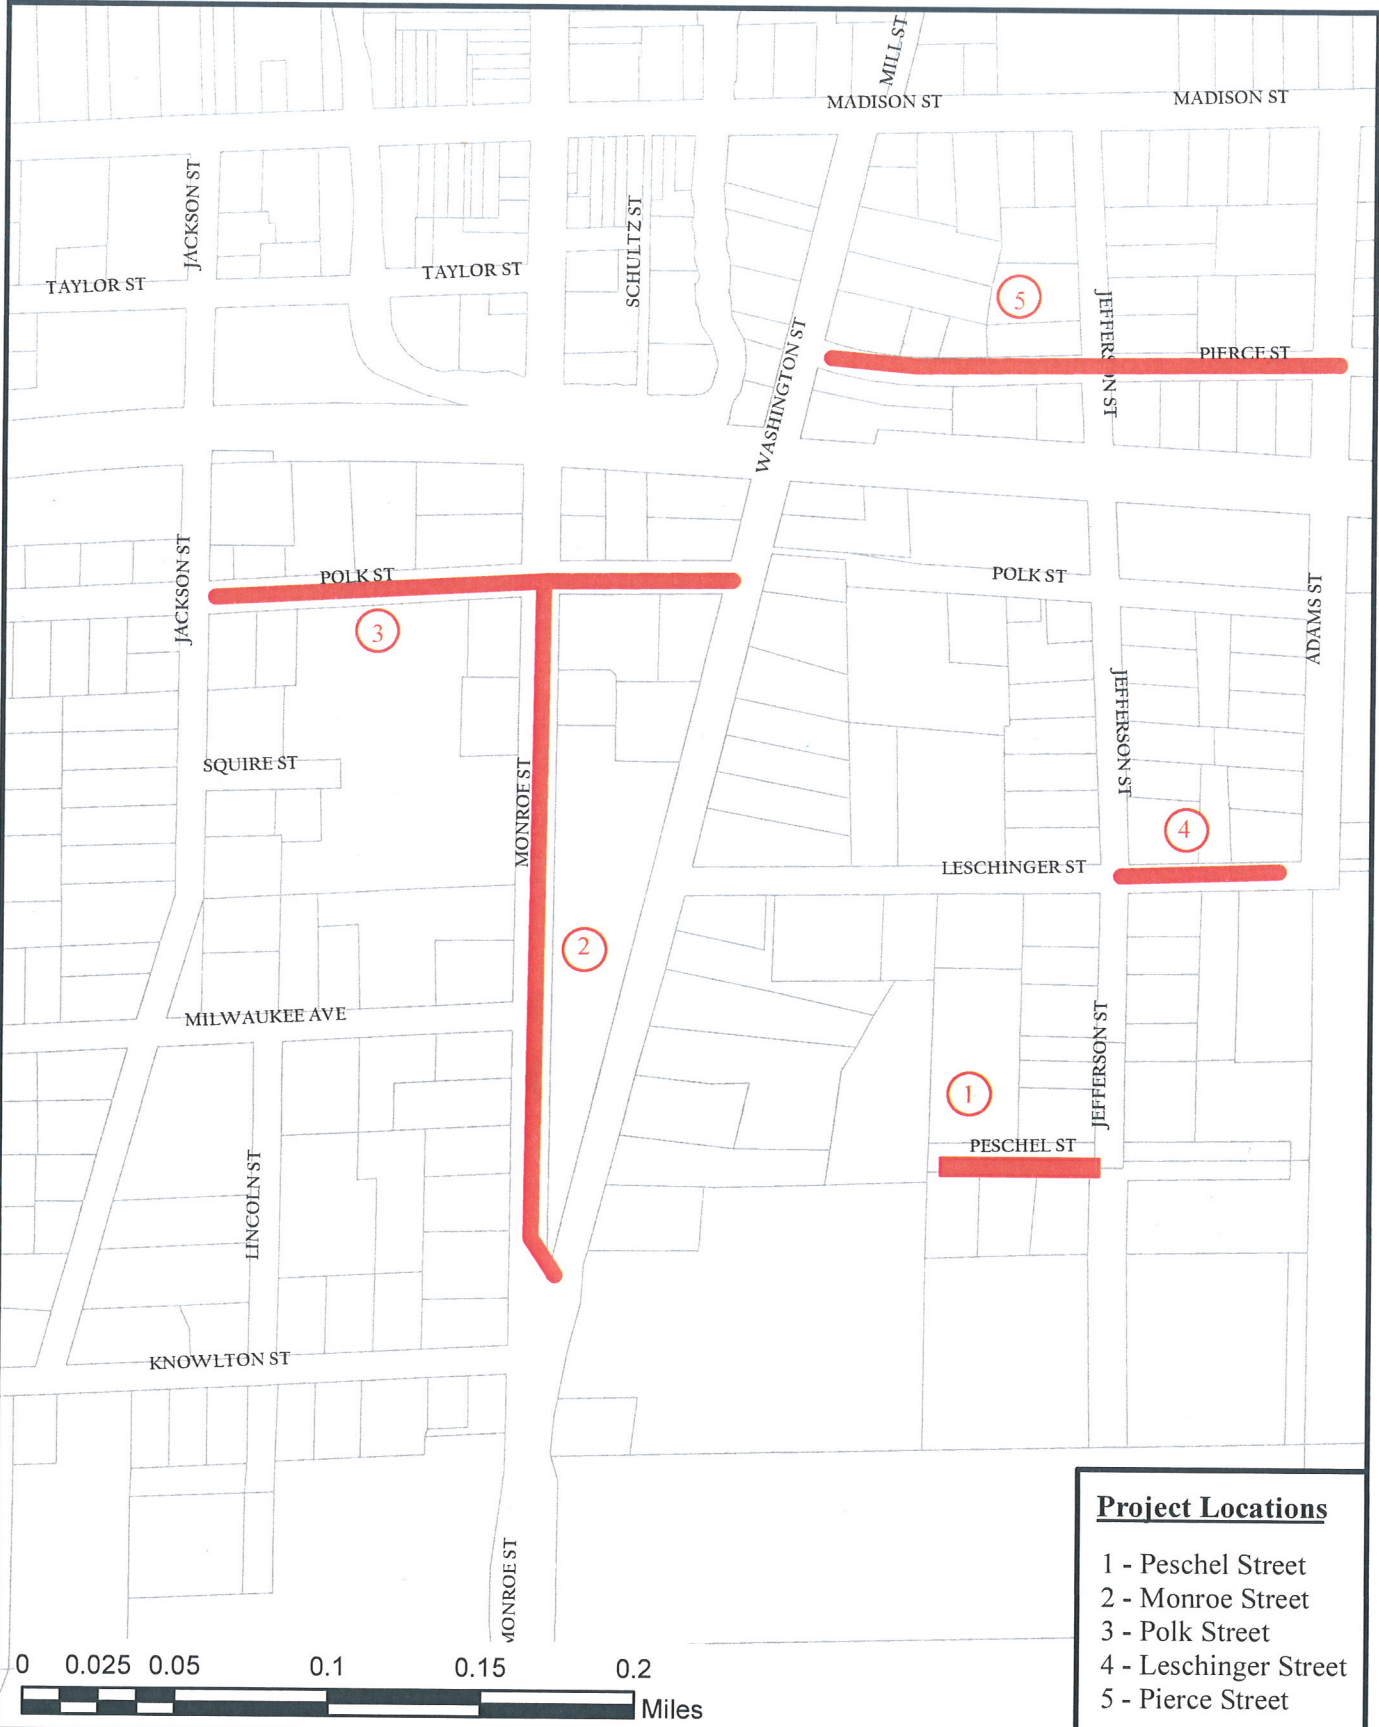 MILL ST
MADISON ST
MADISON ST
JACKSON ST
SCHULTZ ST
TAYLOR ST
TAYLOR ST
5
JEFFERSON ST
WASHINGTON ST
PIERCE ST
JACKSON ST
POLK ST
POLK ST
ADAMS ST
3
JEFFERSON ST
SQUIRE ST
MONROE ST
4
LESCHINGER ST
2
MILWAUKEE AVE
JEFFERSON ST
1
PESCHEL ST
LINCOLN ST
KNOWLTON ST
MONROE ST
Project Locations
1 - Peschel Street
2 - Monroe Street
3 - Polk Street
4 - Leschinger Street
5 - Pierce Street
0 0.025 0.05 0.1 0.15 0.2
Miles